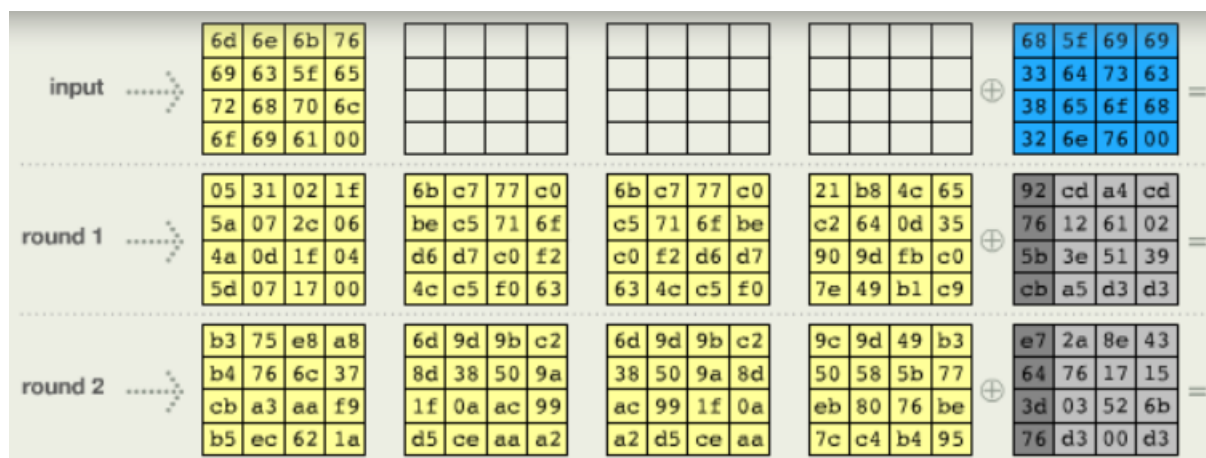 6d 6e 6b 76 68 5f 69 69
69 63 5f 65 33 64 73 63
input ⊕ =
72 68 70 6c 38 65 6f 68
6f 69 61 00 32 6e 76 00
05 31 02 1f 6b c7 77 c0 6b c7 77 c0 21 b8 4c 65 92 cd a4 cd
5a 07 2c 06 be c5 71 6f c5 71 6f be c2 64 0d 35 76 12 61 02
round 1 ⊕ =
4a 0d 1f 04 d6 d7 c0 f2 c0 f2 d6 d7 90 9d fb c0 5b 3e 51 39
5d 07 17 00 4c c5 f0 63 63 4c c5 f0 7e 49 b1 c9 cb a5 d3 d3
b3 75 e8 a8 6d 9d 9b c2 6d 9d 9b c2 9c 9d 49 b3 e7 2a 8e 43
b4 76 6c 37 8d 38 50 9a 38 50 9a 8d 50 58 5b 77 64 76 17 15
round 2 ⊕ =
cb a3 aa f9 1f 0a ac 99 ac 99 1f 0a eb 80 76 be 3d 03 52 6b
b5 ec 62 1a d5 ce aa a2 a2 d5 ce aa 7c c4 b4 95 76 d3 00 d3